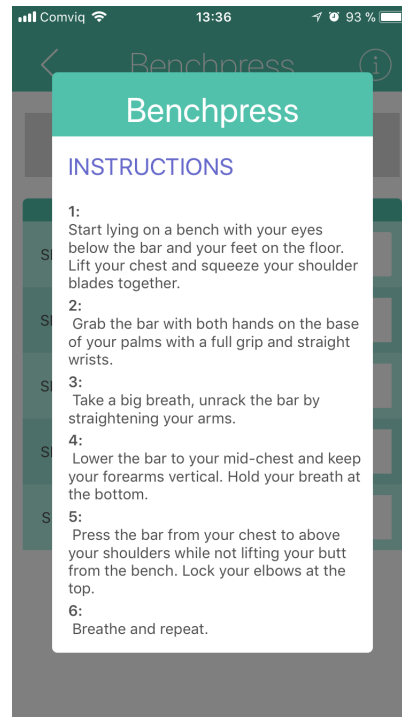 Comviq 13:36 93 %
Benchpress
Benchpress
INSTRUCTIONS
1:
Start lying on a bench with your eyes
below the bar and your feet on the floor.
Lift your chest and squeeze your shoulder
blades together.
2:
Grab the bar with both hands on the base
of your palms with a full grip and straight
wrists.
3:
Take a big breath, unrack the bar by
straightening your arms.
4:
Lower the bar to your mid-chest and keep
your forearms vertical. Hold your breath at
the bottom.
5:
Press the bar from your chest to above
your shoulders while not lifting your butt
from the bench. Lock your elbows at the
top.
6:
Breathe and repeat.